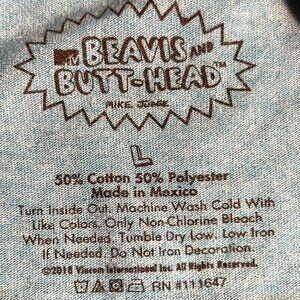 MTV BEAVIS AND
BUTT-HEAD™
MIKE JUDGE
L
50% Cotton 50% Polyester
Made in Mexico
Turn Inside Out. Machine Wash Cold With
Like Colors. Only Non-Chlorine Bleach
When Needed. Tumble Dry Low. Low Iron
If Needed. Do Not Iron Decoration.
©2018 Viacom International Inc. All Rights Reserved.
RN #111647